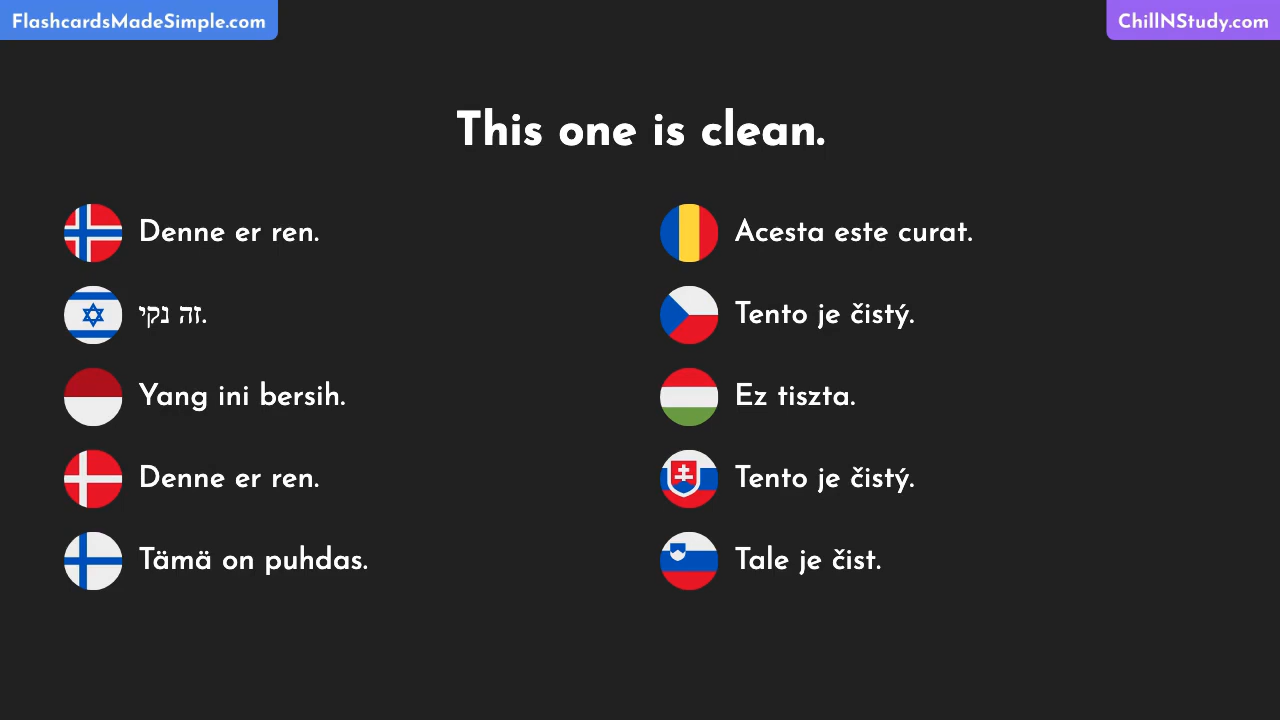 FlashcardsMadeSimple.com
ChillNStudy.com
This one is clean.
Denne er ren.
זה נקי.
Yang ini bersih.
Denne er ren.
Tämä on puhdas.
Acesta este curat.
Tento je čistý.
Ez tiszta.
Tento je čistý.
Tale je čist.